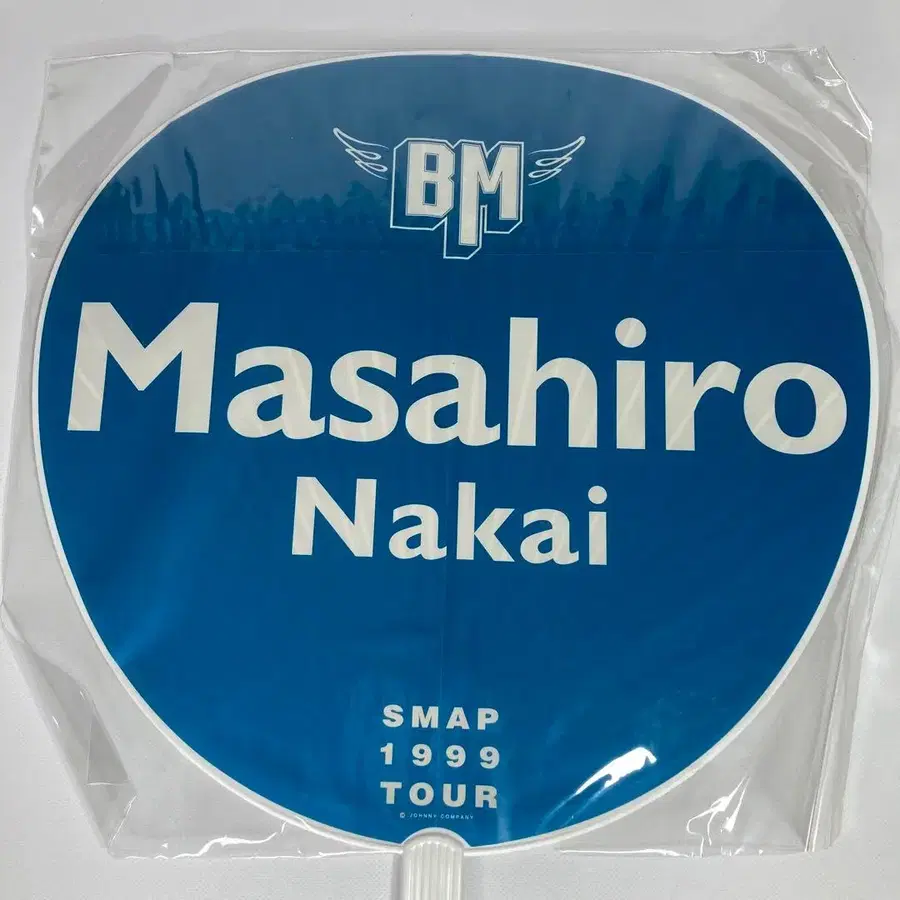 BM
Masahiro
Nakai
SMAP
1999
TOUR
© JOHNNY COMPANY